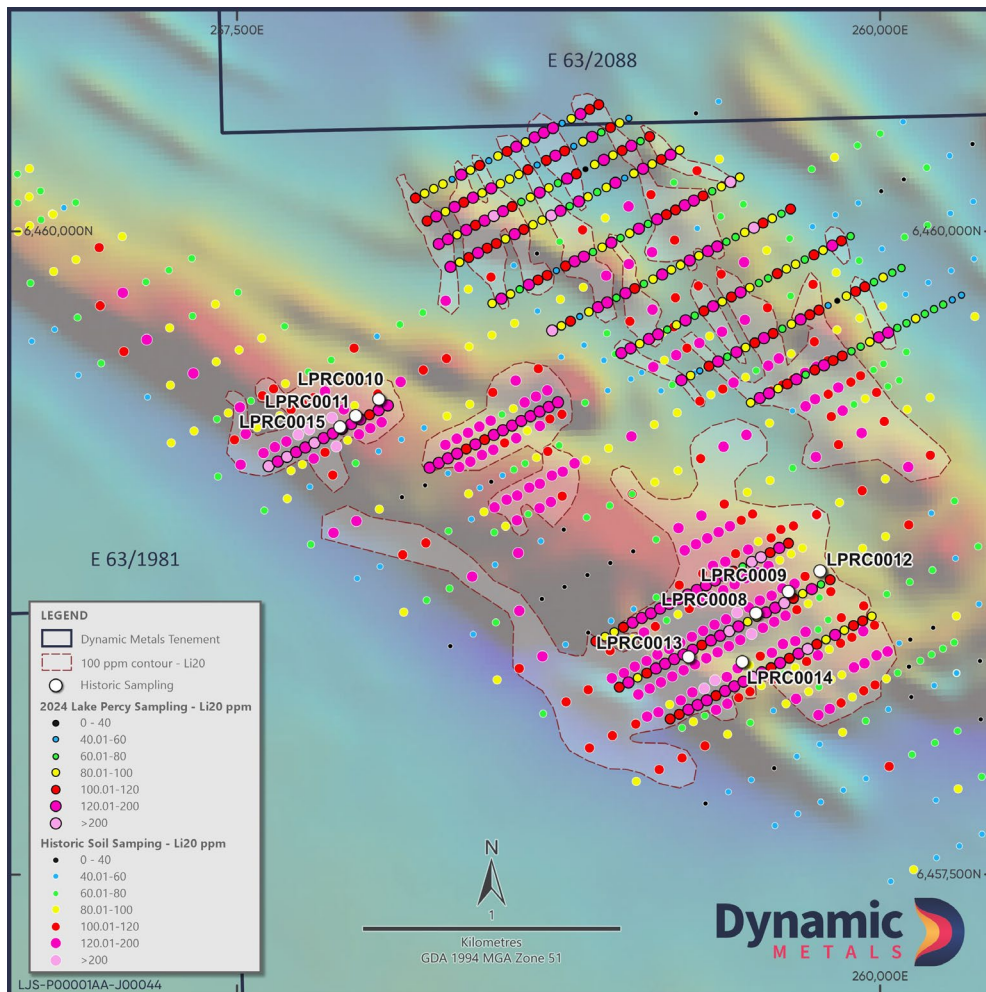 257,500E
260,000E
E 63/2088
6,460,000N
6,460,000N
LPRC0010
LPRC0011
LPRC0015
E 63/1981
LPRC0012
LPRC0009
LPRC0008
LPRC0013
LPRC0014
LEGEND
Dynamic Metals Tenement
100 ppm contour - Li20
Historic Sampling
2024 Lake Percy Sampling - Li20 ppm
0 - 40
40.01-60
60.01-80
80.01-100
100.01-120
120.01-200
>200
Historic Soil Sampling - Li20 ppm
0 - 40
40.01-60
60.01-80
80.01-100
100.01-120
120.01-200
>200
N
1
Kilometres
GDA 1994 MGA Zone 51
6,457,500N
Dynamic
METALS
LJS-P00001AA-J00044
260,000E